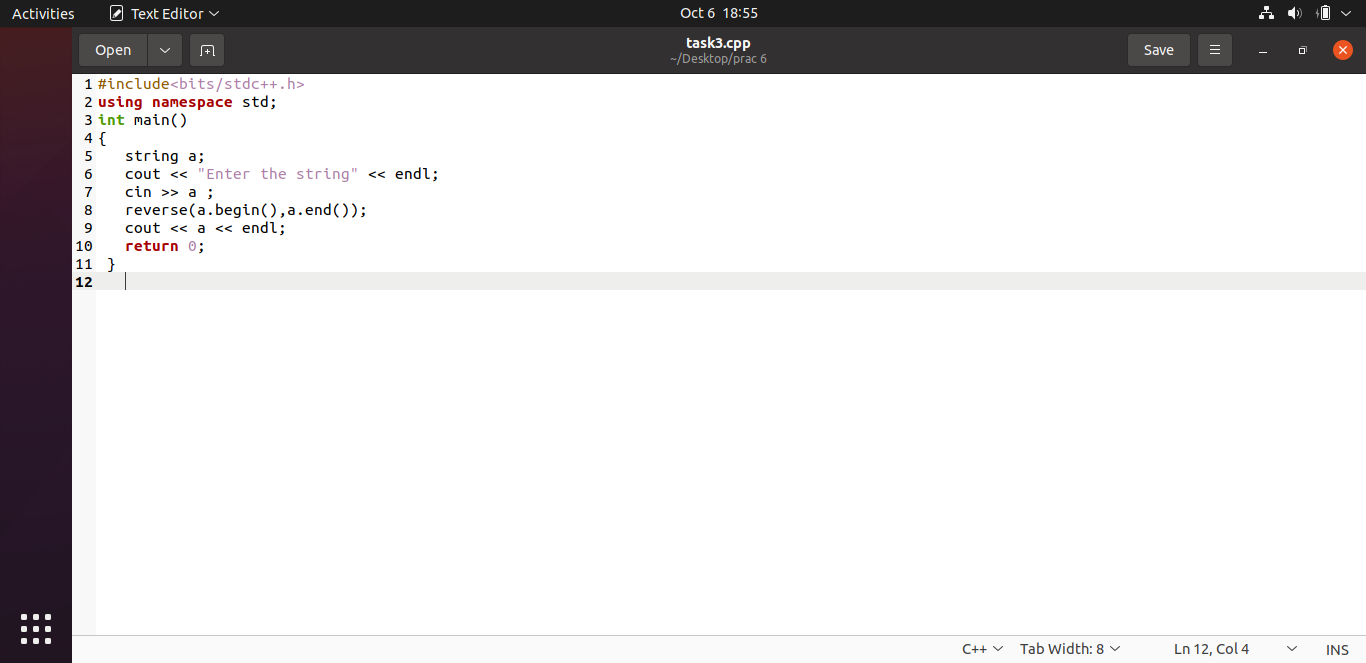 Activities Text Editor Oct 6 18:55
Open task3.cpp Save
~/Desktop/prac 6
1 #include<bits/stdc++.h>
2 using namespace std;
3 int main()
4 {
5    string a;
6    cout << "Enter the string" << endl;
7    cin >> a ;
8    reverse(a.begin(),a.end());
9    cout << a << endl;
10    return 0;
11  }
12
C++ Tab Width: 8 Ln 12, Col 4 INS